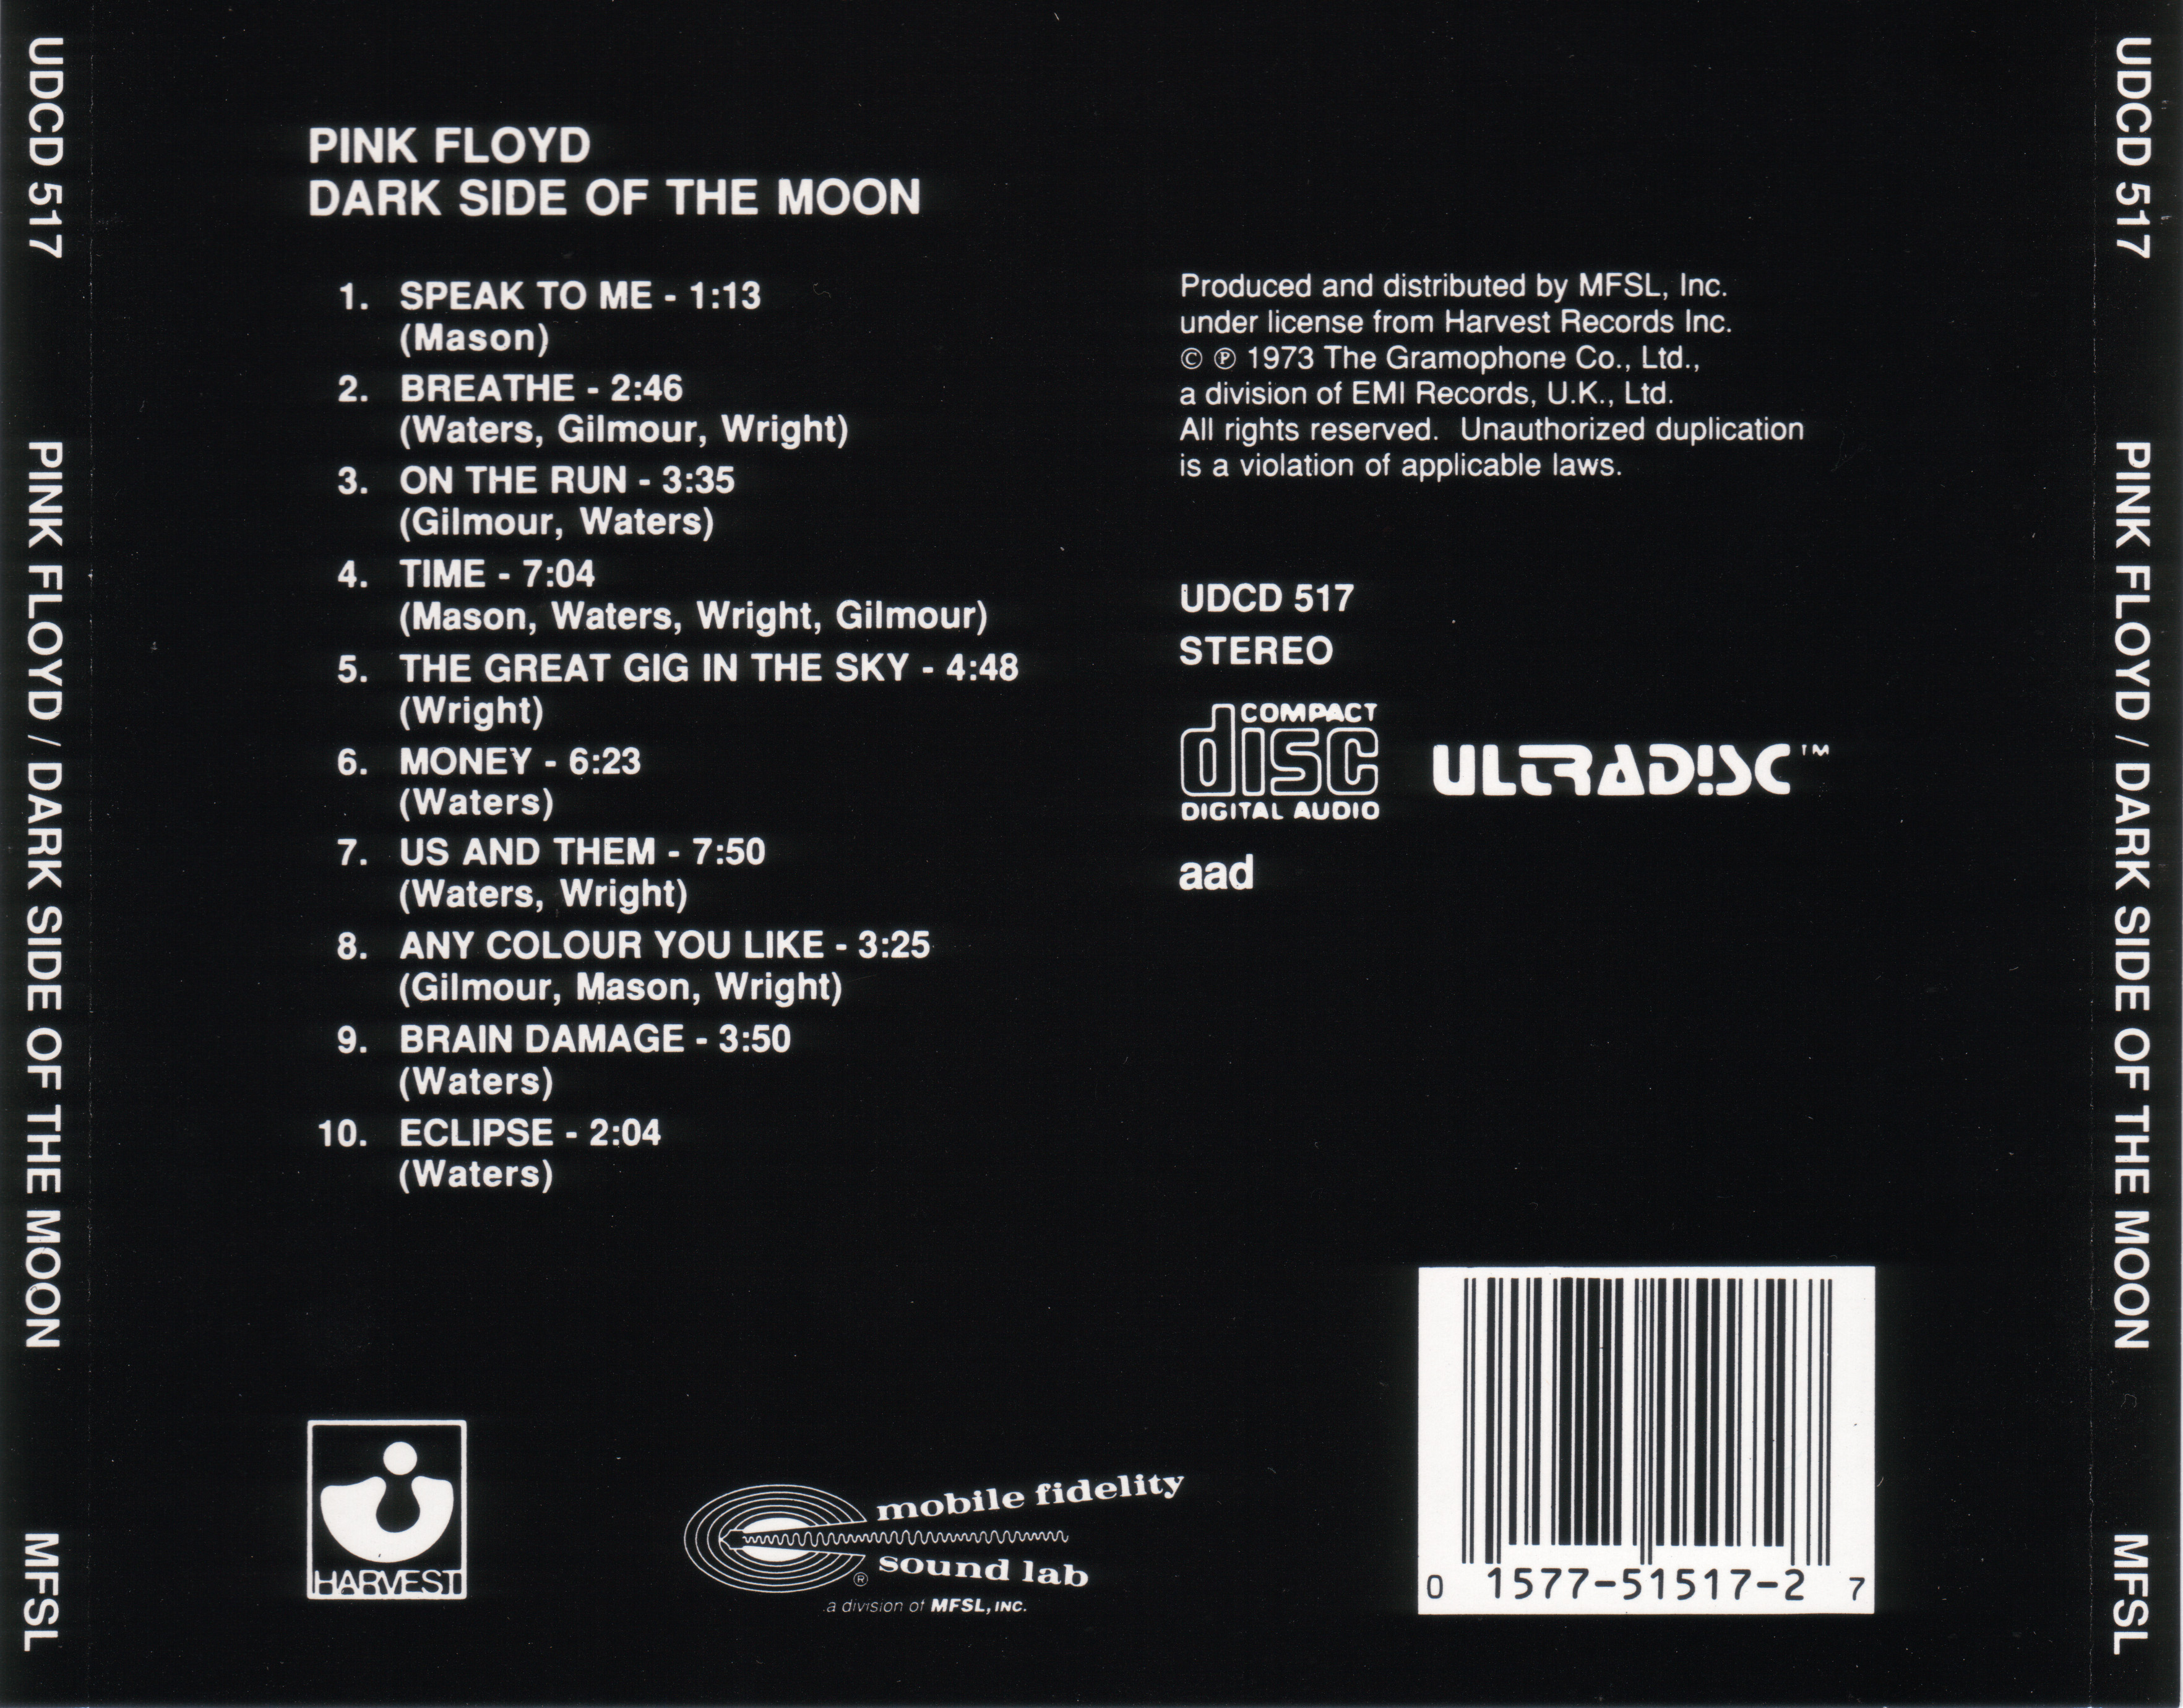 UDCD 517 PINK FLOYD / DARK SIDE OF THE MOON MFSL
PINK FLOYD
DARK SIDE OF THE MOON
1. SPEAK TO ME - 1:13
(Mason)
2. BREATHE - 2:46
(Waters, Gilmour, Wright)
3. ON THE RUN - 3:35
(Gilmour, Waters)
4. TIME - 7:04
(Mason, Waters, Wright, Gilmour)
5. THE GREAT GIG IN THE SKY - 4:48
(Wright)
6. MONEY - 6:23
(Waters)
7. US AND THEM - 7:50
(Waters, Wright)
8. ANY COLOUR YOU LIKE - 3:25
(Gilmour, Mason, Wright)
9. BRAIN DAMAGE - 3:50
(Waters)
10. ECLIPSE - 2:04
(Waters)
Produced and distributed by MFSL, Inc.
under license from Harvest Records Inc.
© ℗ 1973 The Gramophone Co., Ltd.,
a division of EMI Records, U.K., Ltd.
All rights reserved. Unauthorized duplication
is a violation of applicable laws.
UDCD 517
STEREO
COMPACT
disc
DIGITAL AUDIO
ULTRADISC™
aad
HARVEST
mobile fidelity
sound lab
®
a division of MFSL, INC.
0 1577-51517-2 7
UDCD 517 PINK FLOYD / DARK SIDE OF THE MOON MFSL